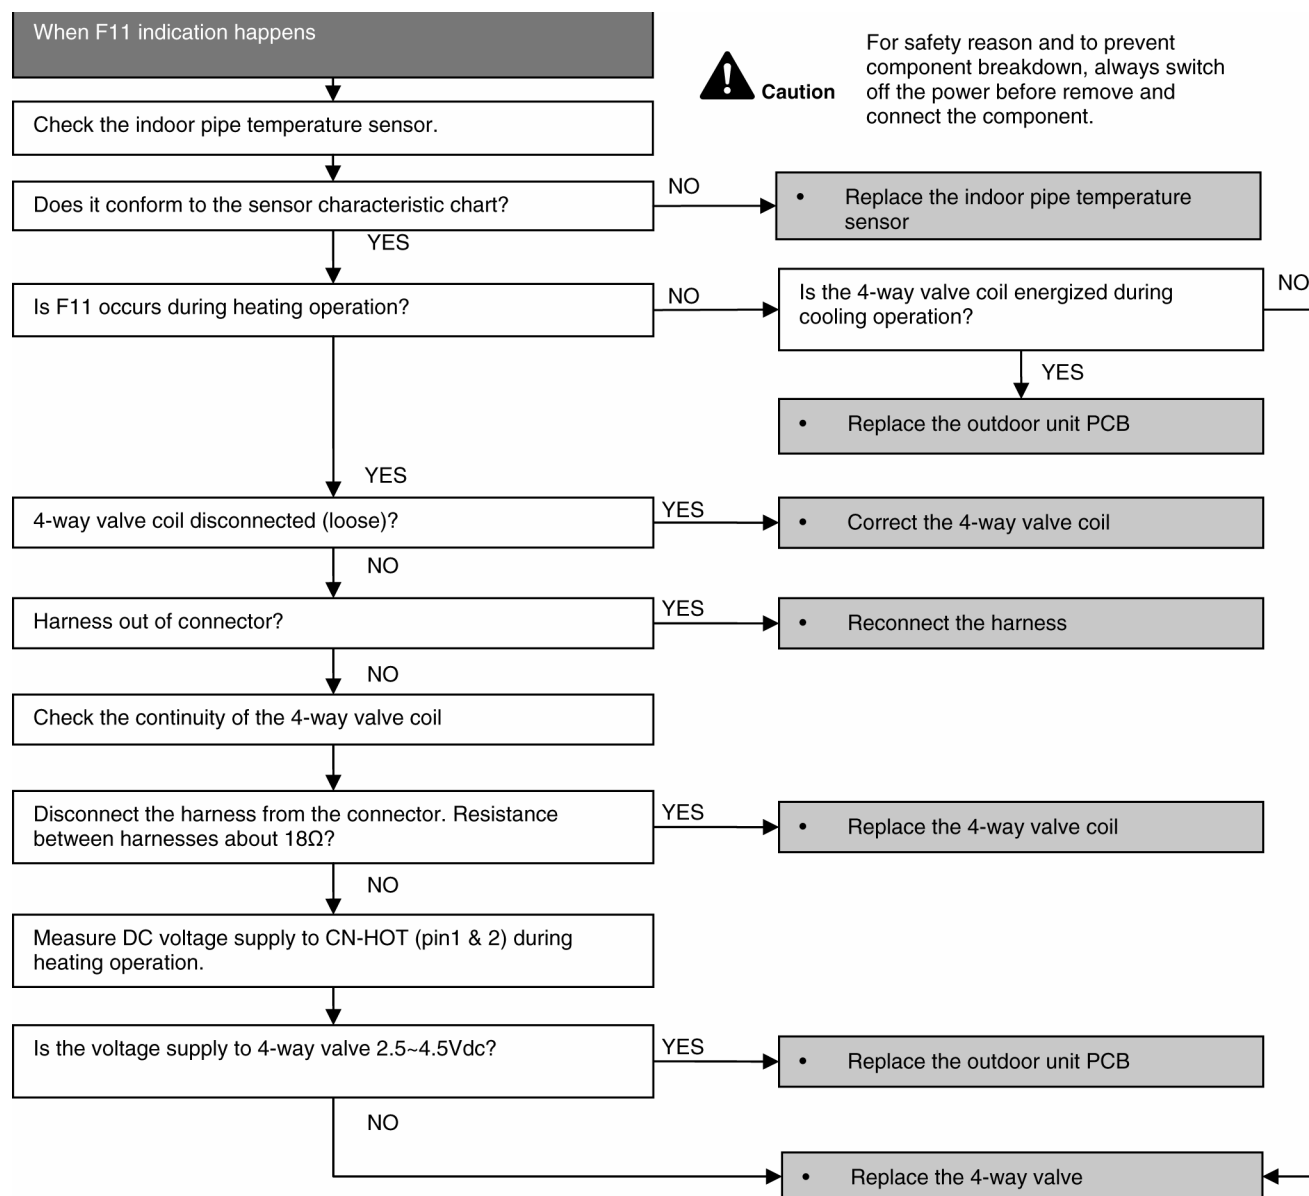 When F11 indication happens
Caution
For safety reason and to prevent
component breakdown, always switch
off the power before remove and
connect the component.
Check the indoor pipe temperature sensor.
Does it conform to the sensor characteristic chart?
NO
• Replace the indoor pipe temperature
sensor
YES
Is F11 occurs during heating operation?
NO
Is the 4-way valve coil energized during
cooling operation?
NO
YES
• Replace the outdoor unit PCB
YES
4-way valve coil disconnected (loose)?
YES
• Correct the 4-way valve coil
NO
Harness out of connector?
YES
• Reconnect the harness
NO
Check the continuity of the 4-way valve coil
Disconnect the harness from the connector. Resistance
between harnesses about 18Ω?
YES
• Replace the 4-way valve coil
NO
Measure DC voltage supply to CN-HOT (pin1 & 2) during
heating operation.
Is the voltage supply to 4-way valve 2.5~4.5Vdc?
YES
• Replace the outdoor unit PCB
NO
• Replace the 4-way valve